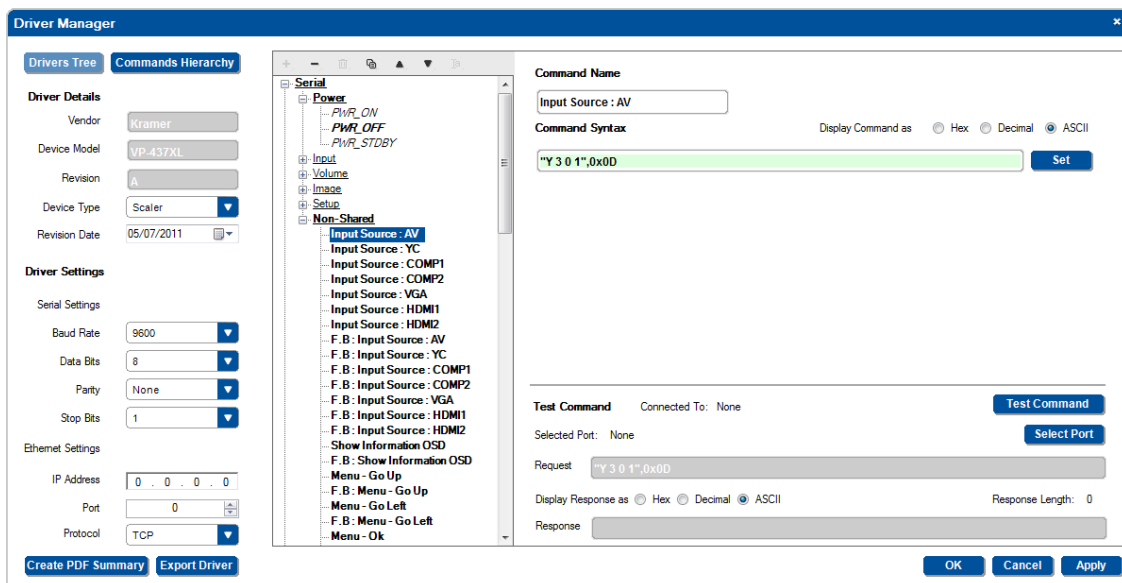 Driver Manager
Drivers Tree
Commands Hierarchy
Driver Details
Vendor
Kramer
Device Model
VP-437XL
Revision
A
Device Type
Scaler
Revision Date
05/07/2011
Driver Settings
Serial Settings
Baud Rate
9600
Data Bits
8
Parity
None
Stop Bits
1
Ethernet Settings
IP Address
0 . 0 . 0 . 0
Port
0
Protocol
TCP
Create PDF Summary
Export Driver
Serial
Power
PWR_ON
PWR_OFF
PWR_STDBY
Input
Volume
Image
Setup
Non-Shared
Input Source : AV
Input Source : YC
Input Source : COMP1
Input Source : COMP2
Input Source : VGA
Input Source : HDMI1
Input Source : HDMI2
F.B : Input Source : AV
F.B : Input Source : YC
F.B : Input Source : COMP1
F.B : Input Source : COMP2
F.B : Input Source : VGA
F.B : Input Source : HDMI1
F.B : Input Source : HDMI2
Show Information OSD
F.B : Show Information OSD
Menu - Go Up
F.B : Menu - Go Up
Menu - Go Left
F.B : Menu - Go Left
Menu - Ok
Command Name
Input Source : AV
Command Syntax
Display Command as Hex Decimal ASCII
"Y 3 0 1",0x0D
Set
Test Command Connected To: None
Test Command
Selected Port: None
Select Port
Request
"Y 3 0 1",0x0D
Display Response as Hex Decimal ASCII
Response Length: 0
Response
OK
Cancel
Apply